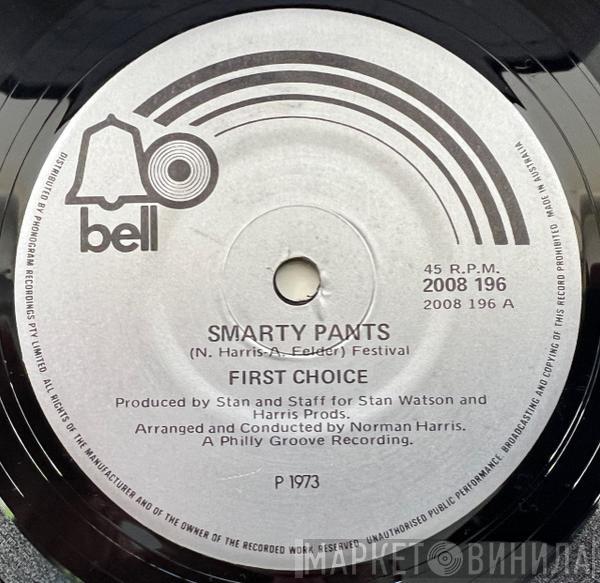 bell
45 R.P.M.
2008 196
2008 196 A
SMARTY PANTS
(N. Harris-A. Felder) Festival
FIRST CHOICE
Produced by Stan and Staff for Stan Watson and
Harris Prods.
Arranged and Conducted by Norman Harris.
A Philly Groove Recording.
P 1973
DISTRIBUTED BY PHONOGRAM RECORDINGS PTY LIMITED. ALL RIGHTS OF THE MANUFACTURER AND OF THE OWNER OF THE RECORDED WORK RESERVED. UNAUTHORISED PUBLIC PERFORMANCE, BROADCASTING AND COPYING OF THIS RECORD PROHIBITED MADE IN AUSTRALIA
МАРКЕТ ВИНИЛА